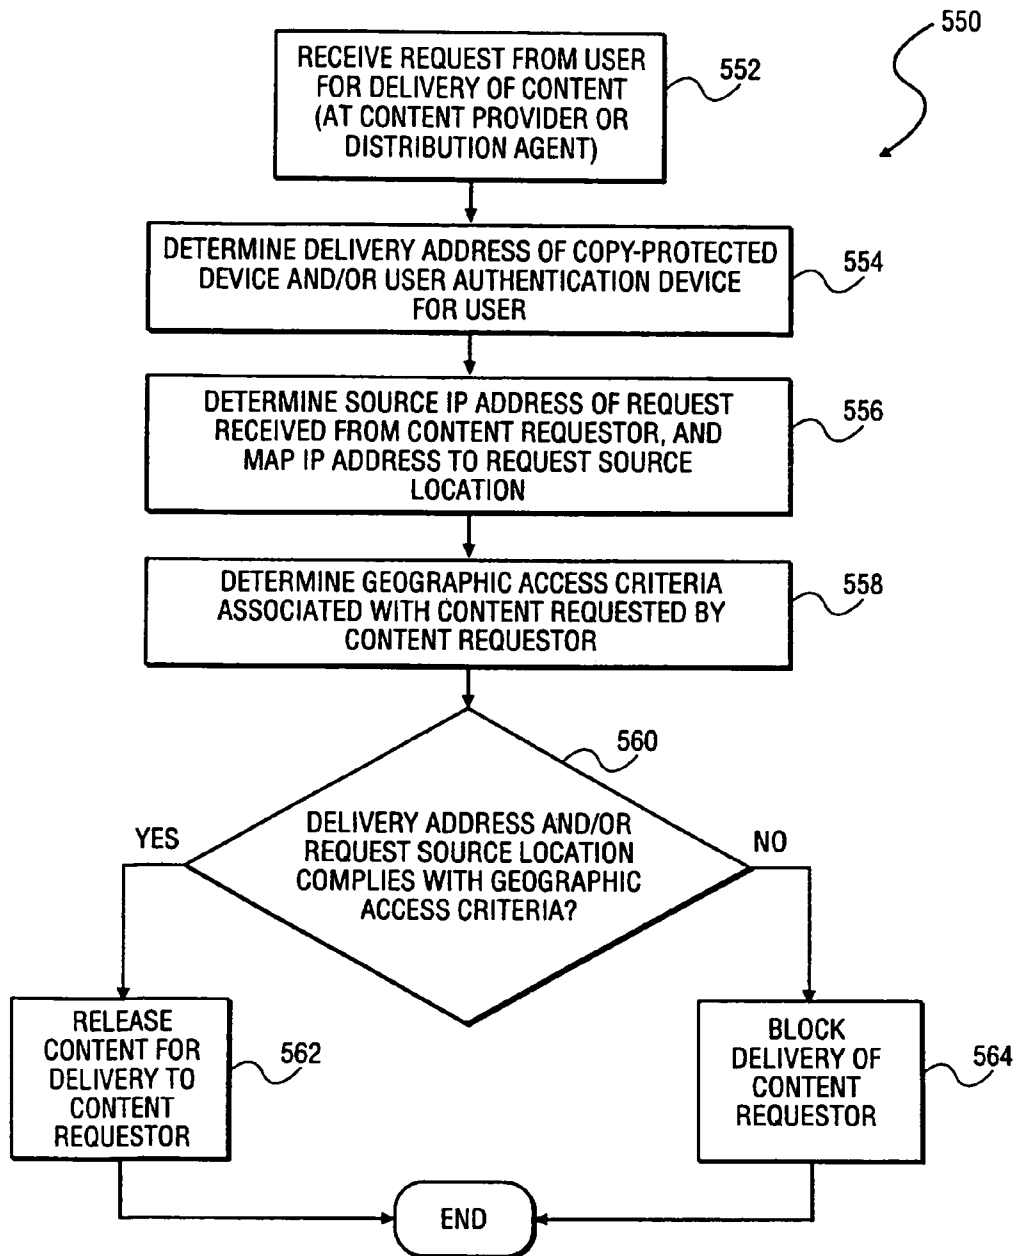 550
RECEIVE REQUEST FROM USER
FOR DELIVERY OF CONTENT
(AT CONTENT PROVIDER OR
DISTRIBUTION AGENT)
552
DETERMINE DELIVERY ADDRESS OF COPY-PROTECTED
DEVICE AND/OR USER AUTHENTICATION DEVICE
FOR USER
554
DETERMINE SOURCE IP ADDRESS OF REQUEST
RECEIVED FROM CONTENT REQUESTOR, AND
MAP IP ADDRESS TO REQUEST SOURCE
LOCATION
556
DETERMINE GEOGRAPHIC ACCESS CRITERIA
ASSOCIATED WITH CONTENT REQUESTED BY
CONTENT REQUESTOR
558
560
DELIVERY ADDRESS AND/OR
REQUEST SOURCE LOCATION
COMPLIES WITH GEOGRAPHIC
ACCESS CRITERIA?
YES
NO
RELEASE
CONTENT FOR
DELIVERY TO
CONTENT
REQUESTOR
562
BLOCK
DELIVERY OF
CONTENT
REQUESTOR
564
END